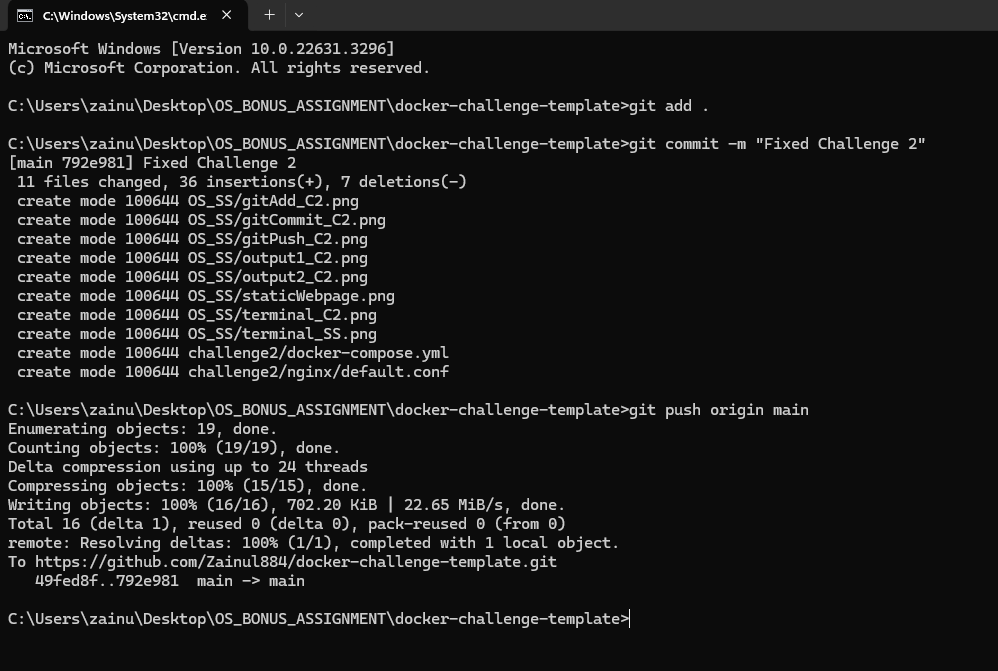 C:\Windows\System32\cmd.e
Microsoft Windows [Version 10.0.22631.3296]
(c) Microsoft Corporation. All rights reserved.
C:\Users\zainu\Desktop\OS_BONUS_ASSIGNMENT\docker-challenge-template>git add .
C:\Users\zainu\Desktop\OS_BONUS_ASSIGNMENT\docker-challenge-template>git commit -m "Fixed Challenge 2"
[main 792e981] Fixed Challenge 2
 11 files changed, 36 insertions(+), 7 deletions(-)
 create mode 100644 OS_SS/gitAdd_C2.png
 create mode 100644 OS_SS/gitCommit_C2.png
 create mode 100644 OS_SS/gitPush_C2.png
 create mode 100644 OS_SS/output1_C2.png
 create mode 100644 OS_SS/output2_C2.png
 create mode 100644 OS_SS/staticWebpage.png
 create mode 100644 OS_SS/terminal_C2.png
 create mode 100644 OS_SS/terminal_SS.png
 create mode 100644 challenge2/docker-compose.yml
 create mode 100644 challenge2/nginx/default.conf
C:\Users\zainu\Desktop\OS_BONUS_ASSIGNMENT\docker-challenge-template>git push origin main
Enumerating objects: 19, done.
Counting objects: 100% (19/19), done.
Delta compression using up to 24 threads
Compressing objects: 100% (15/15), done.
Writing objects: 100% (16/16), 702.20 KiB | 22.65 MiB/s, done.
Total 16 (delta 1), reused 0 (delta 0), pack-reused 0 (from 0)
remote: Resolving deltas: 100% (1/1), completed with 1 local object.
To https://github.com/Zainul884/docker-challenge-template.git
   49fed8f..792e981  main -> main
C:\Users\zainu\Desktop\OS_BONUS_ASSIGNMENT\docker-challenge-template>